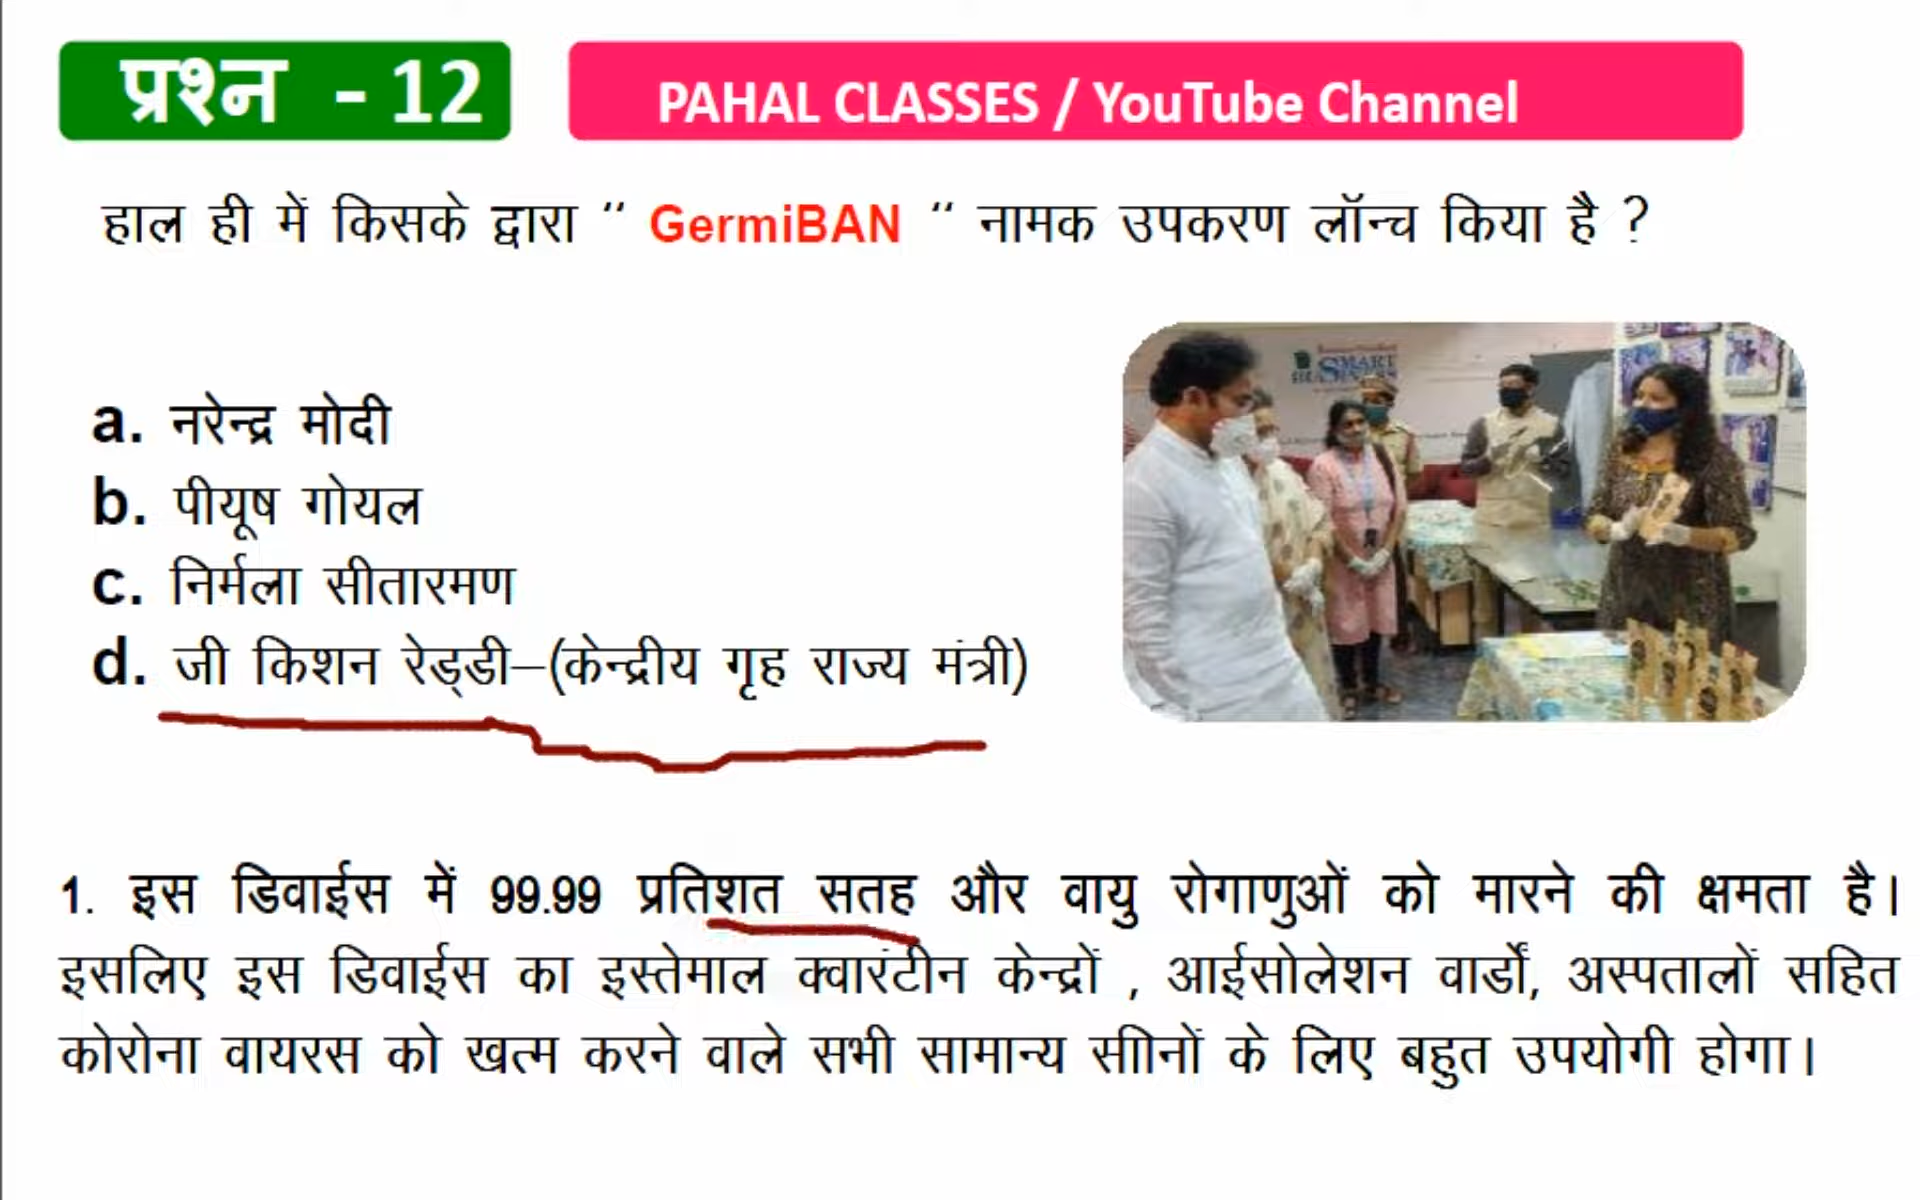 प्रश्न - 12
PAHAL CLASSES / YouTube Channel
हाल ही में किसके द्वारा “ GermiBAN “ नामक उपकरण लॉन्च किया है ?
a. नरेन्द्र मोदी
b. पीयूष गोयल
c. निर्मला सीतारमण
d. जी किशन रेड्डी–(केन्द्रीय गृह राज्य मंत्री)
SMART
1. इस डिवाईस में 99.99 प्रतिशत सतह और वायु रोगाणुओं को मारने की क्षमता है।
इसलिए इस डिवाईस का इस्तेमाल क्वारंटीन केन्द्रों , आईसोलेशन वार्डों, अस्पतालों सहित
कोरोना वायरस को खत्म करने वाले सभी सामान्य साीनों के लिए बहुत उपयोगी होगा।